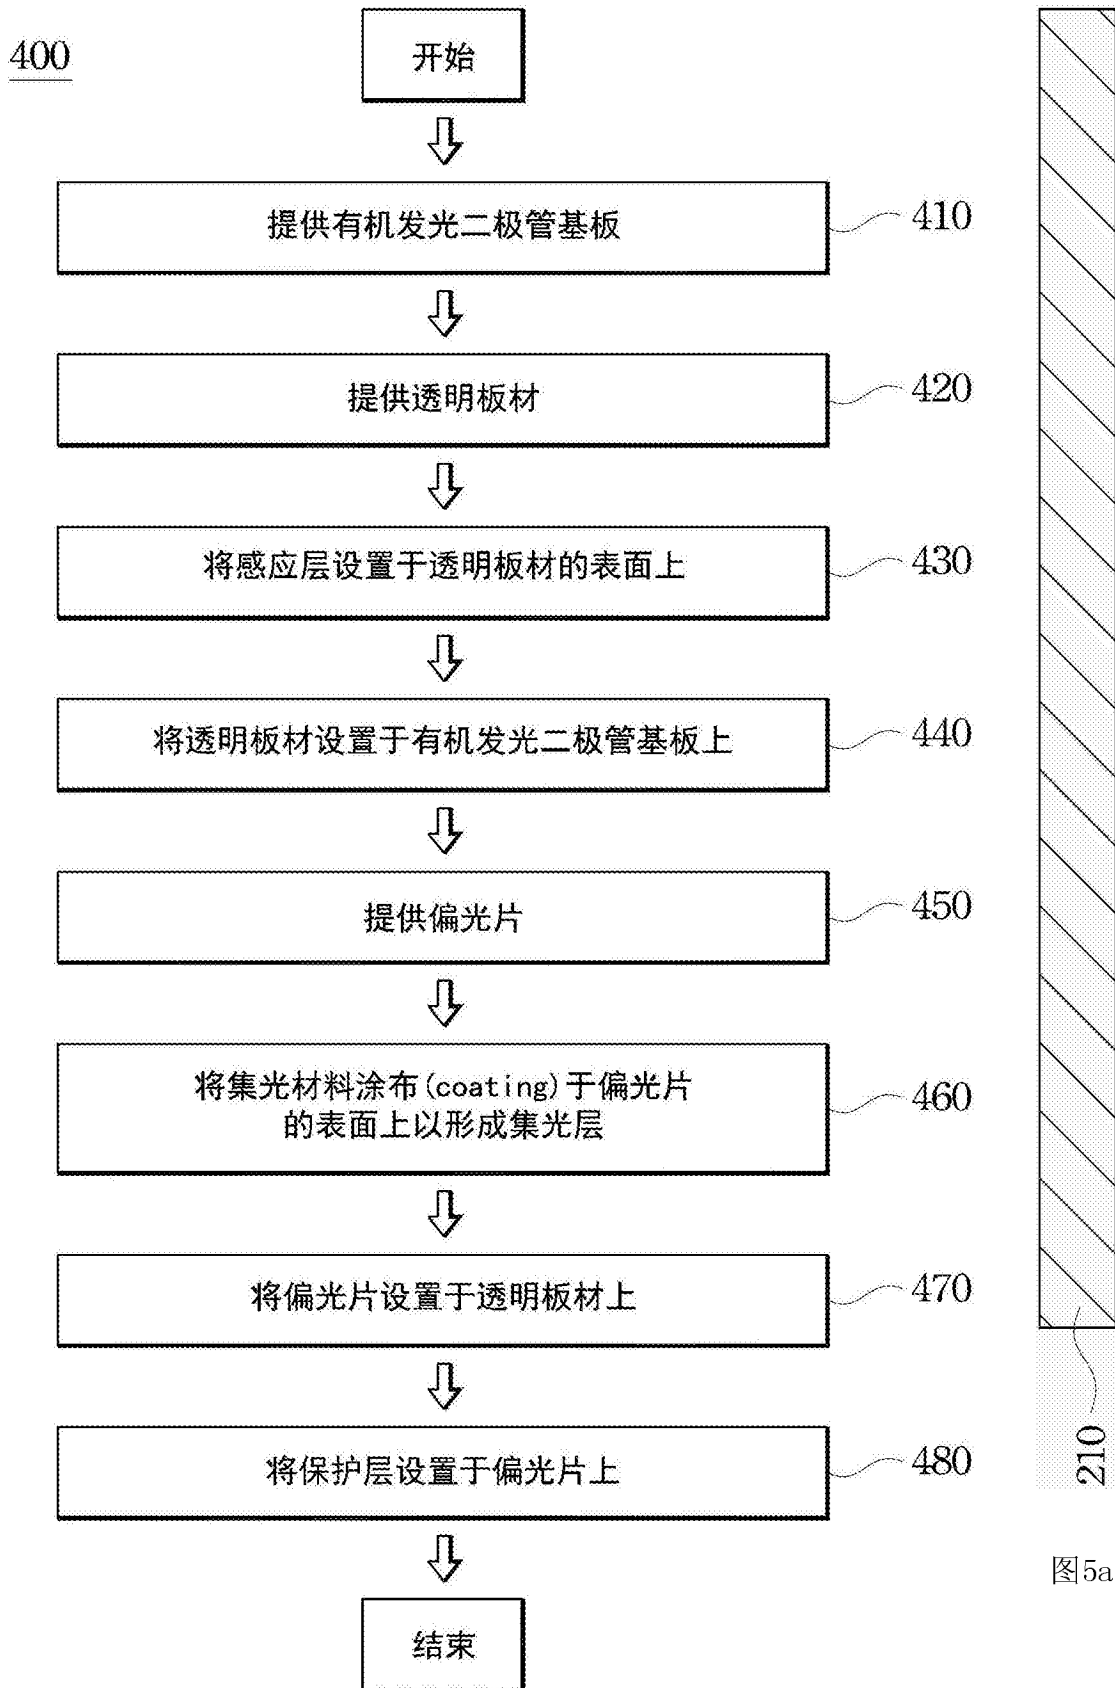 400
开始
提供有机发光二极管基板
410
提供透明板材
420
将感应层设置于透明板材的表面上
430
将透明板材设置于有机发光二极管基板上
440
提供偏光片
450
将集光材料涂布(coating)于偏光片
的表面上以形成集光层
460
将偏光片设置于透明板材上
470
将保护层设置于偏光片上
480
结束
210
图5a